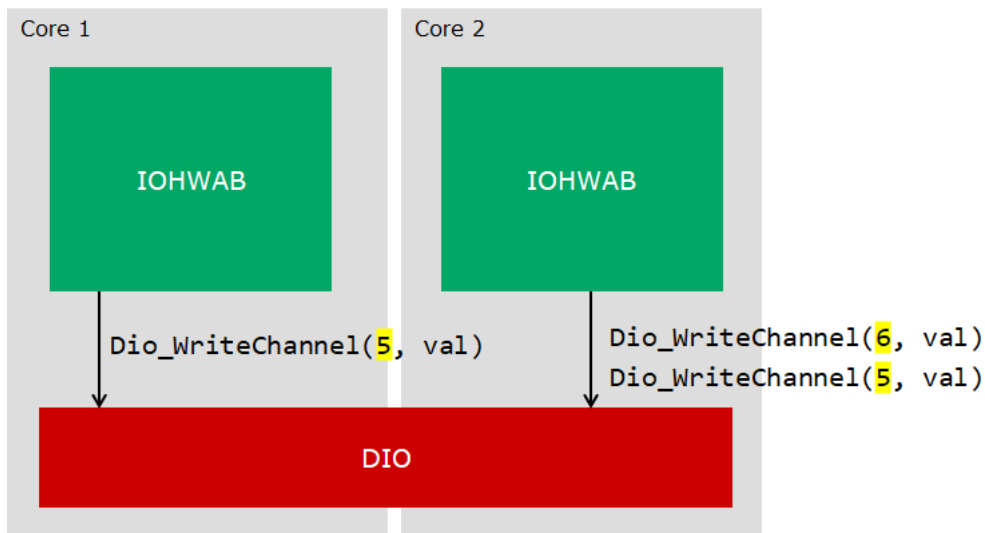 Core 1
Core 2
IOHWAB
IOHWAB
Dio_WriteChannel(5, val)
Dio_WriteChannel(6, val)
Dio_WriteChannel(5, val)
DIO